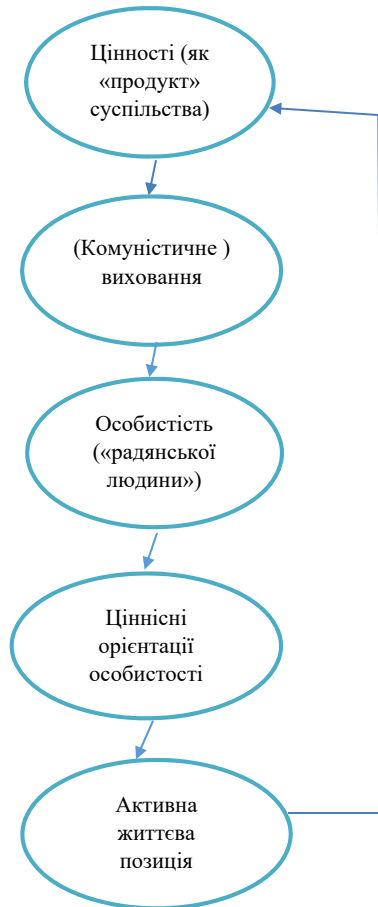 Цінності (як
«продукт»
суспільства)
(Комуністичне )
виховання
Особистість
(«радянської
людини»)
Ціннісні
орієнтації
особистості
Активна
життєва
позиція